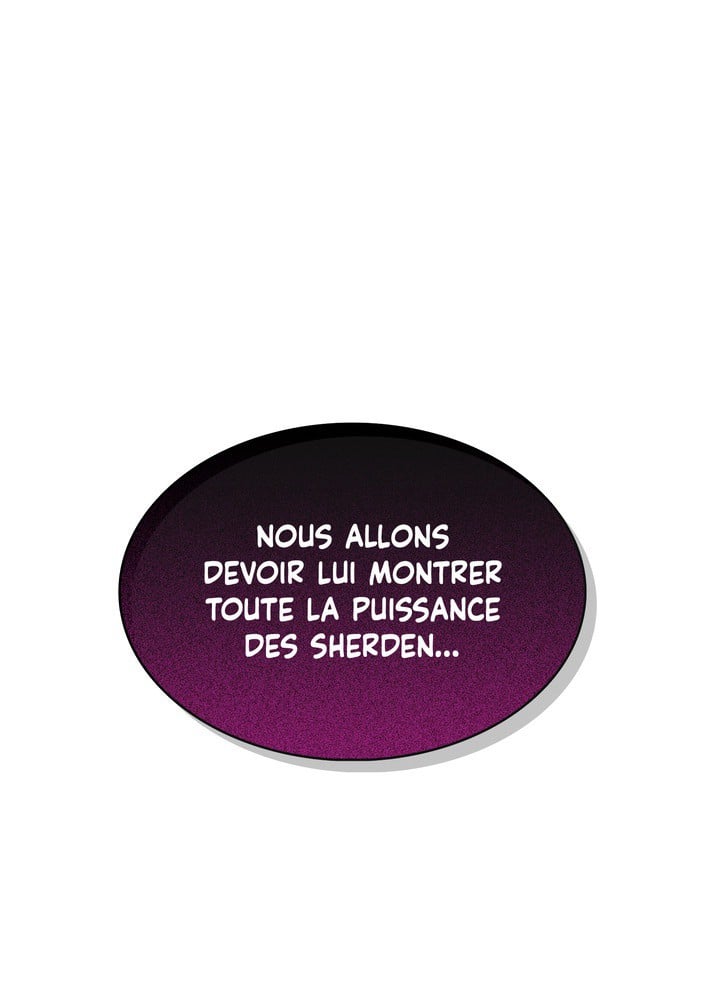 NOUS ALLONS
DEVOIR LUI MONTRER
TOUTE LA PUISSANCE
DES SHERDEN...